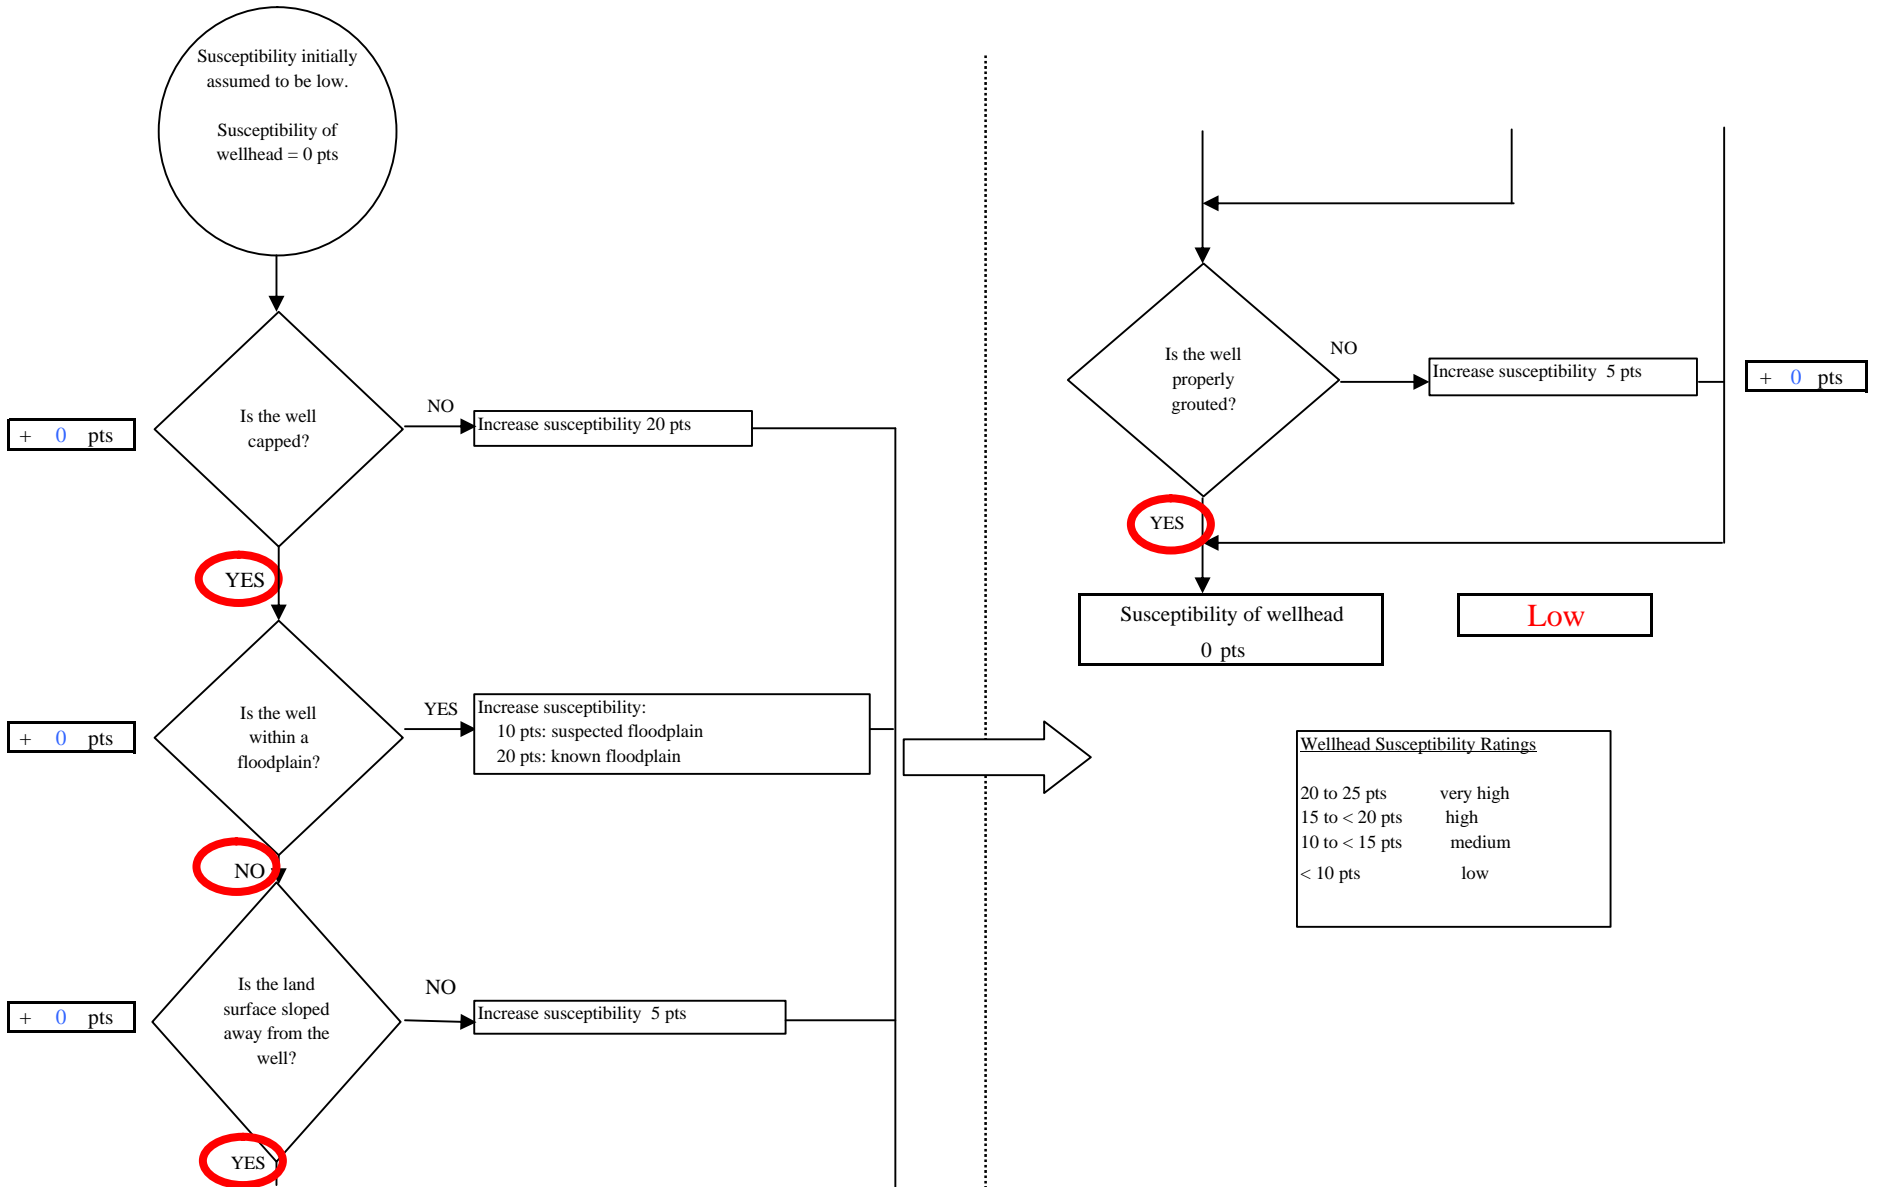 Susceptibility initially
assumed to be low.
Susceptibility of
wellhead = 0 pts
Is the well
capped?
NO
Increase susceptibility 20 pts
+ 0 pts
YES
Is the well
within a
floodplain?
YES
Increase susceptibility:
10 pts: suspected floodplain
20 pts: known floodplain
+ 0 pts
NO
Is the land
surface sloped
away from the
well?
NO
Increase susceptibility 5 pts
+ 0 pts
YES
Is the well
properly
grouted?
NO
Increase susceptibility 5 pts
+ 0 pts
YES
Susceptibility of wellhead
0 pts
Low
Wellhead Susceptibility Ratings
20 to 25 pts very high
15 to < 20 pts high
10 to < 15 pts medium
< 10 pts low